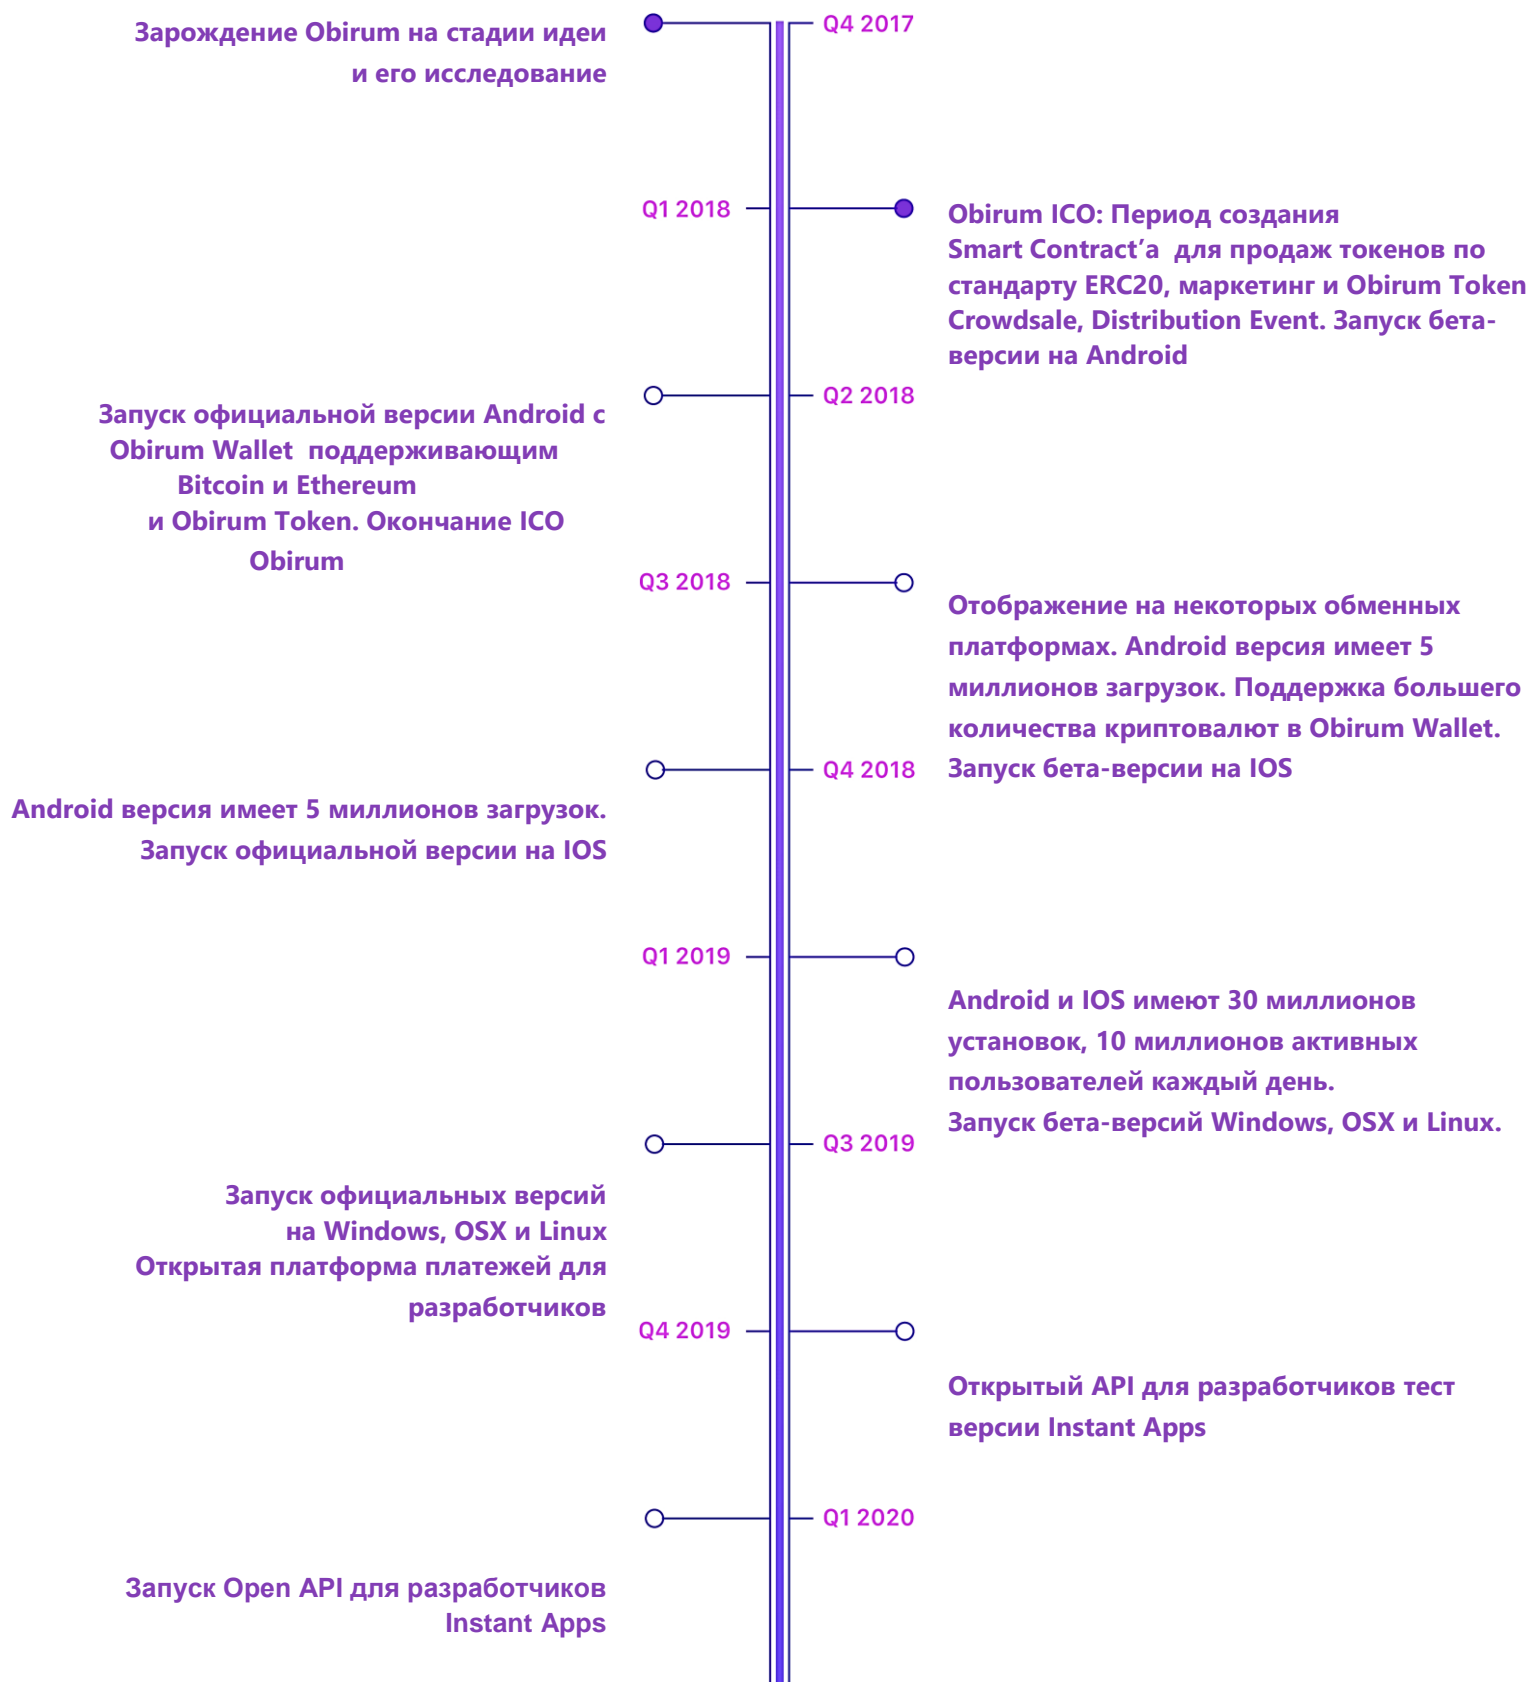 Q4 2017
Зарождение Obirum на стадии идеи
и его исследование
Q1 2018
Obirum ICO: Период создания
Smart Contract’а для продаж токенов по
стандарту ERC20, маркетинг и Obirum Token
Crowdsale, Distribution Event. Запуск бета-
версии на Android
Q2 2018
Запуск официальной версии Android с
Obirum Wallet поддерживающим
Bitcoin и Ethereum
и Obirum Token. Окончание ICO
Obirum
Q3 2018
Отображение на некоторых обменных
платформах. Android версия имеет 5
миллионов загрузок. Поддержка большего
количества криптовалют в Obirum Wallet.
Запуск бета-версии на IOS
Q4 2018
Android версия имеет 5 миллионов загрузок.
Запуск официальной версии на IOS
Q1 2019
Android и IOS имеют 30 миллионов
установок, 10 миллионов активных
пользователей каждый день.
Запуск бета-версий Windows, OSX и Linux.
Q3 2019
Запуск официальных версий
на Windows, OSX и Linux
Открытая платформа платежей для
разработчиков
Q4 2019
Открытый API для разработчиков тест
версии Instant Apps
Q1 2020
Запуск Open API для разработчиков
Instant Apps